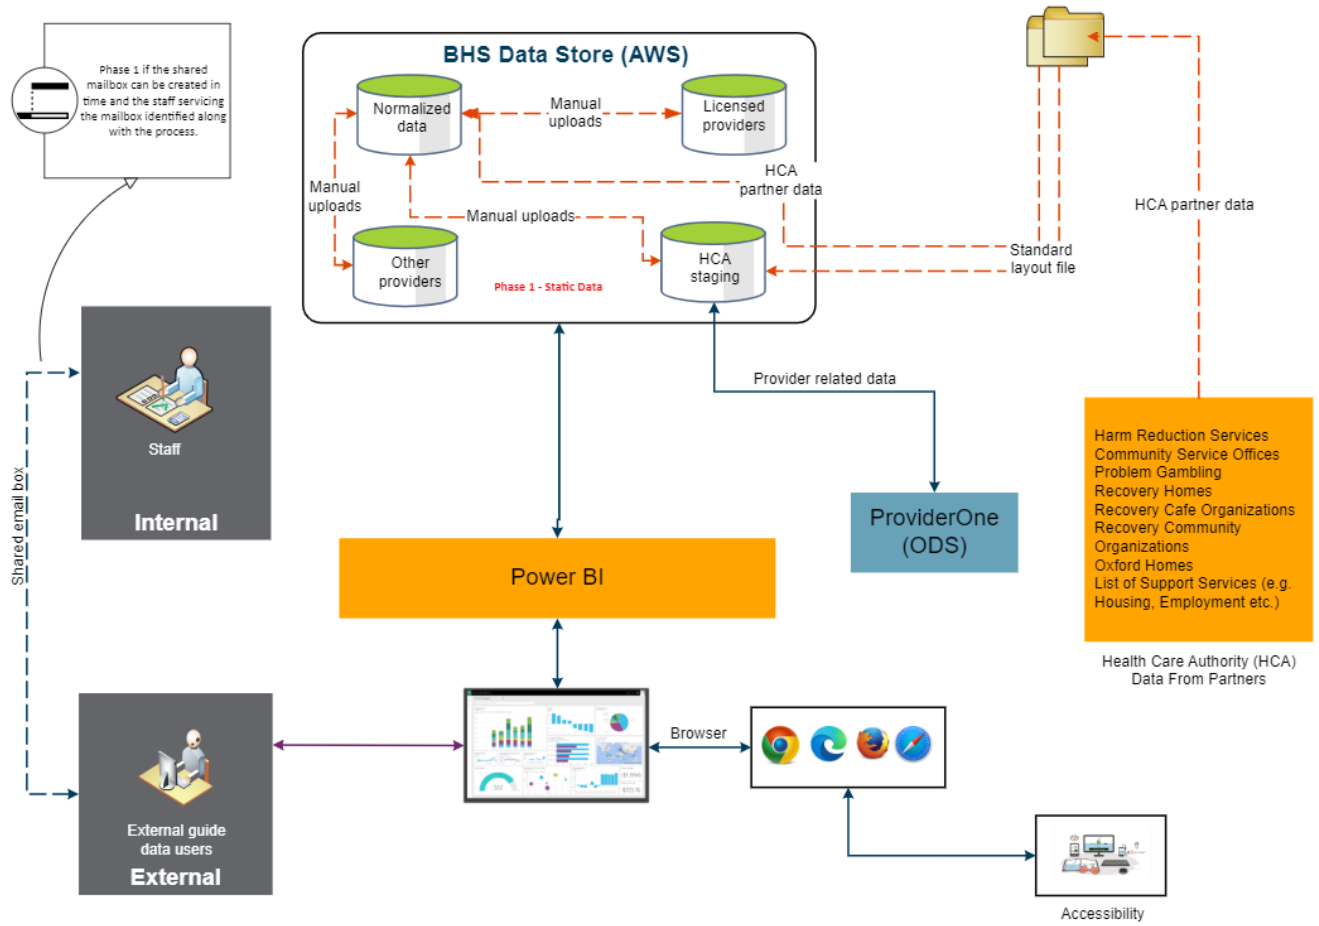 Phase 1 if the shared
mailbox can be created in
time and the staff servicing
the mailbox identified along
with the process.
BHS Data Store (AWS)
Normalized
data
Manual
uploads
Licensed
providers
HCA
partner data
Manual
uploads
Manual uploads
Other
providers
HCA
staging
Phase 1 - Static Data
Standard
layout file
HCA partner data
Provider related data
Staff
Internal
Shared email box
ProviderOne
(ODS)
Power BI
Harm Reduction Services
Community Service Offices
Problem Gambling
Recovery Homes
Recovery Cafe Organizations
Recovery Community
Organizations
Oxford Homes
List of Support Services (e.g.
Housing, Employment etc.)
Health Care Authority (HCA)
Data From Partners
Browser
External guide
data users
External
Accessibility